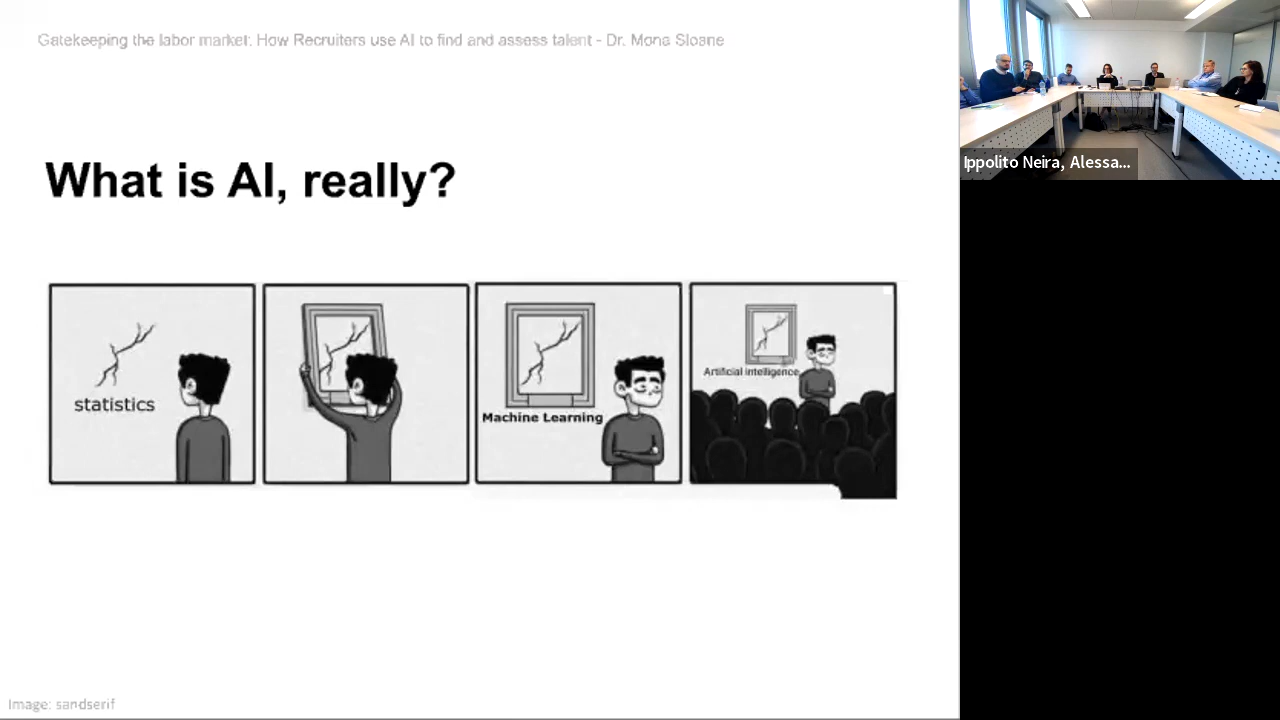 Gatekeeping the labor market: How Recruiters use AI to find and assess talent - Dr. Mona Sloane
What is AI, really?
statistics
Machine Learning
Artificial intelligence
Image: sandserif
Ippolito Neira, Alessa...